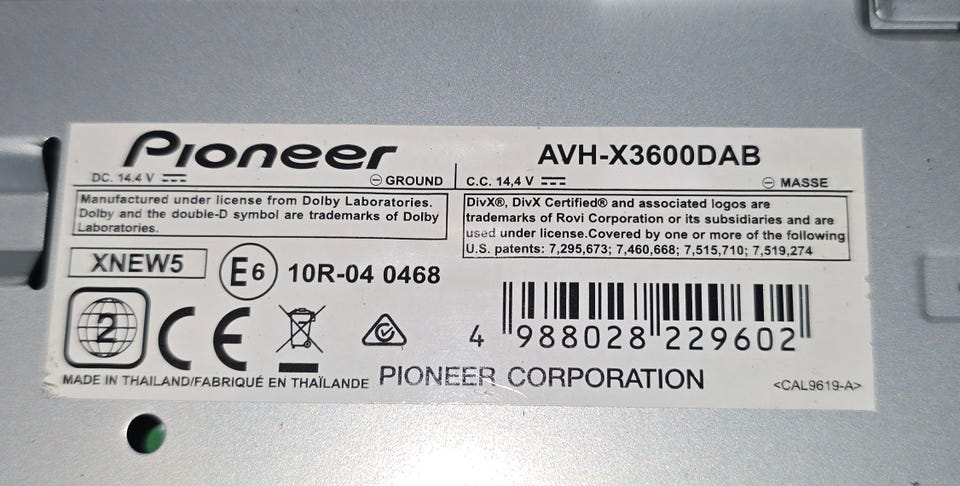 Pioneer
AVH-X3600DAB
DC. 14.4 V ⎓ ⊖ GROUND
C.C. 14,4 V ⎓ ⊖ MASSE
Manufactured under license from Dolby Laboratories.
Dolby and the double-D symbol are trademarks of Dolby
Laboratories.
DivX®, DivX Certified® and associated logos are
trademarks of Rovi Corporation or its subsidiaries and are
used under license.Covered by one or more of the following
U.S. patents: 7,295,673; 7,460,668; 7,515,710; 7,519,274
XNEW5
E6 10R-04 0468
2 CE
4 988028 229602
MADE IN THAILAND/FABRIQUÉ EN THAÏLANDE
PIONEER CORPORATION
<CAL9619-A>